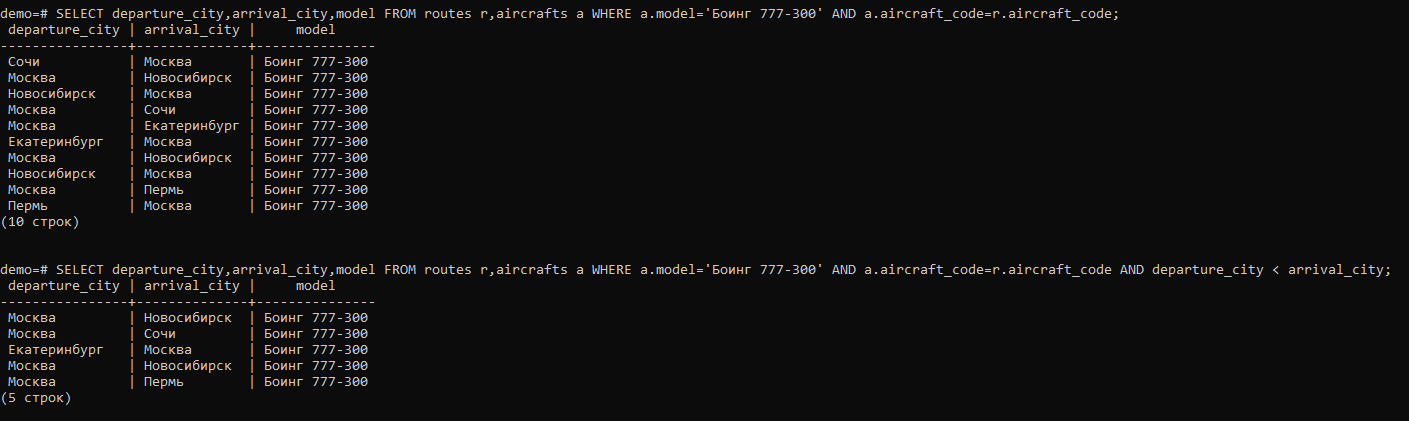 demo=# SELECT departure_city,arrival_city,model FROM routes r,aircrafts a WHERE a.model='Боинг 777-300' AND a.aircraft_code=r.aircraft_code;
 departure_city | arrival_city |     model
----------------+--------------+---------------
 Сочи           | Москва       | Боинг 777-300
 Москва         | Новосибирск  | Боинг 777-300
 Новосибирск    | Москва       | Боинг 777-300
 Москва         | Сочи         | Боинг 777-300
 Москва         | Екатеринбург | Боинг 777-300
 Екатеринбург   | Москва       | Боинг 777-300
 Москва         | Новосибирск  | Боинг 777-300
 Новосибирск    | Москва       | Боинг 777-300
 Москва         | Пермь        | Боинг 777-300
 Пермь          | Москва       | Боинг 777-300
(10 строк)
demo=# SELECT departure_city,arrival_city,model FROM routes r,aircrafts a WHERE a.model='Боинг 777-300' AND a.aircraft_code=r.aircraft_code AND departure_city < arrival_city;
 departure_city | arrival_city |     model
----------------+--------------+---------------
 Москва         | Новосибирск  | Боинг 777-300
 Москва         | Сочи         | Боинг 777-300
 Екатеринбург   | Москва       | Боинг 777-300
 Москва         | Новосибирск  | Боинг 777-300
 Москва         | Пермь        | Боинг 777-300
(5 строк)